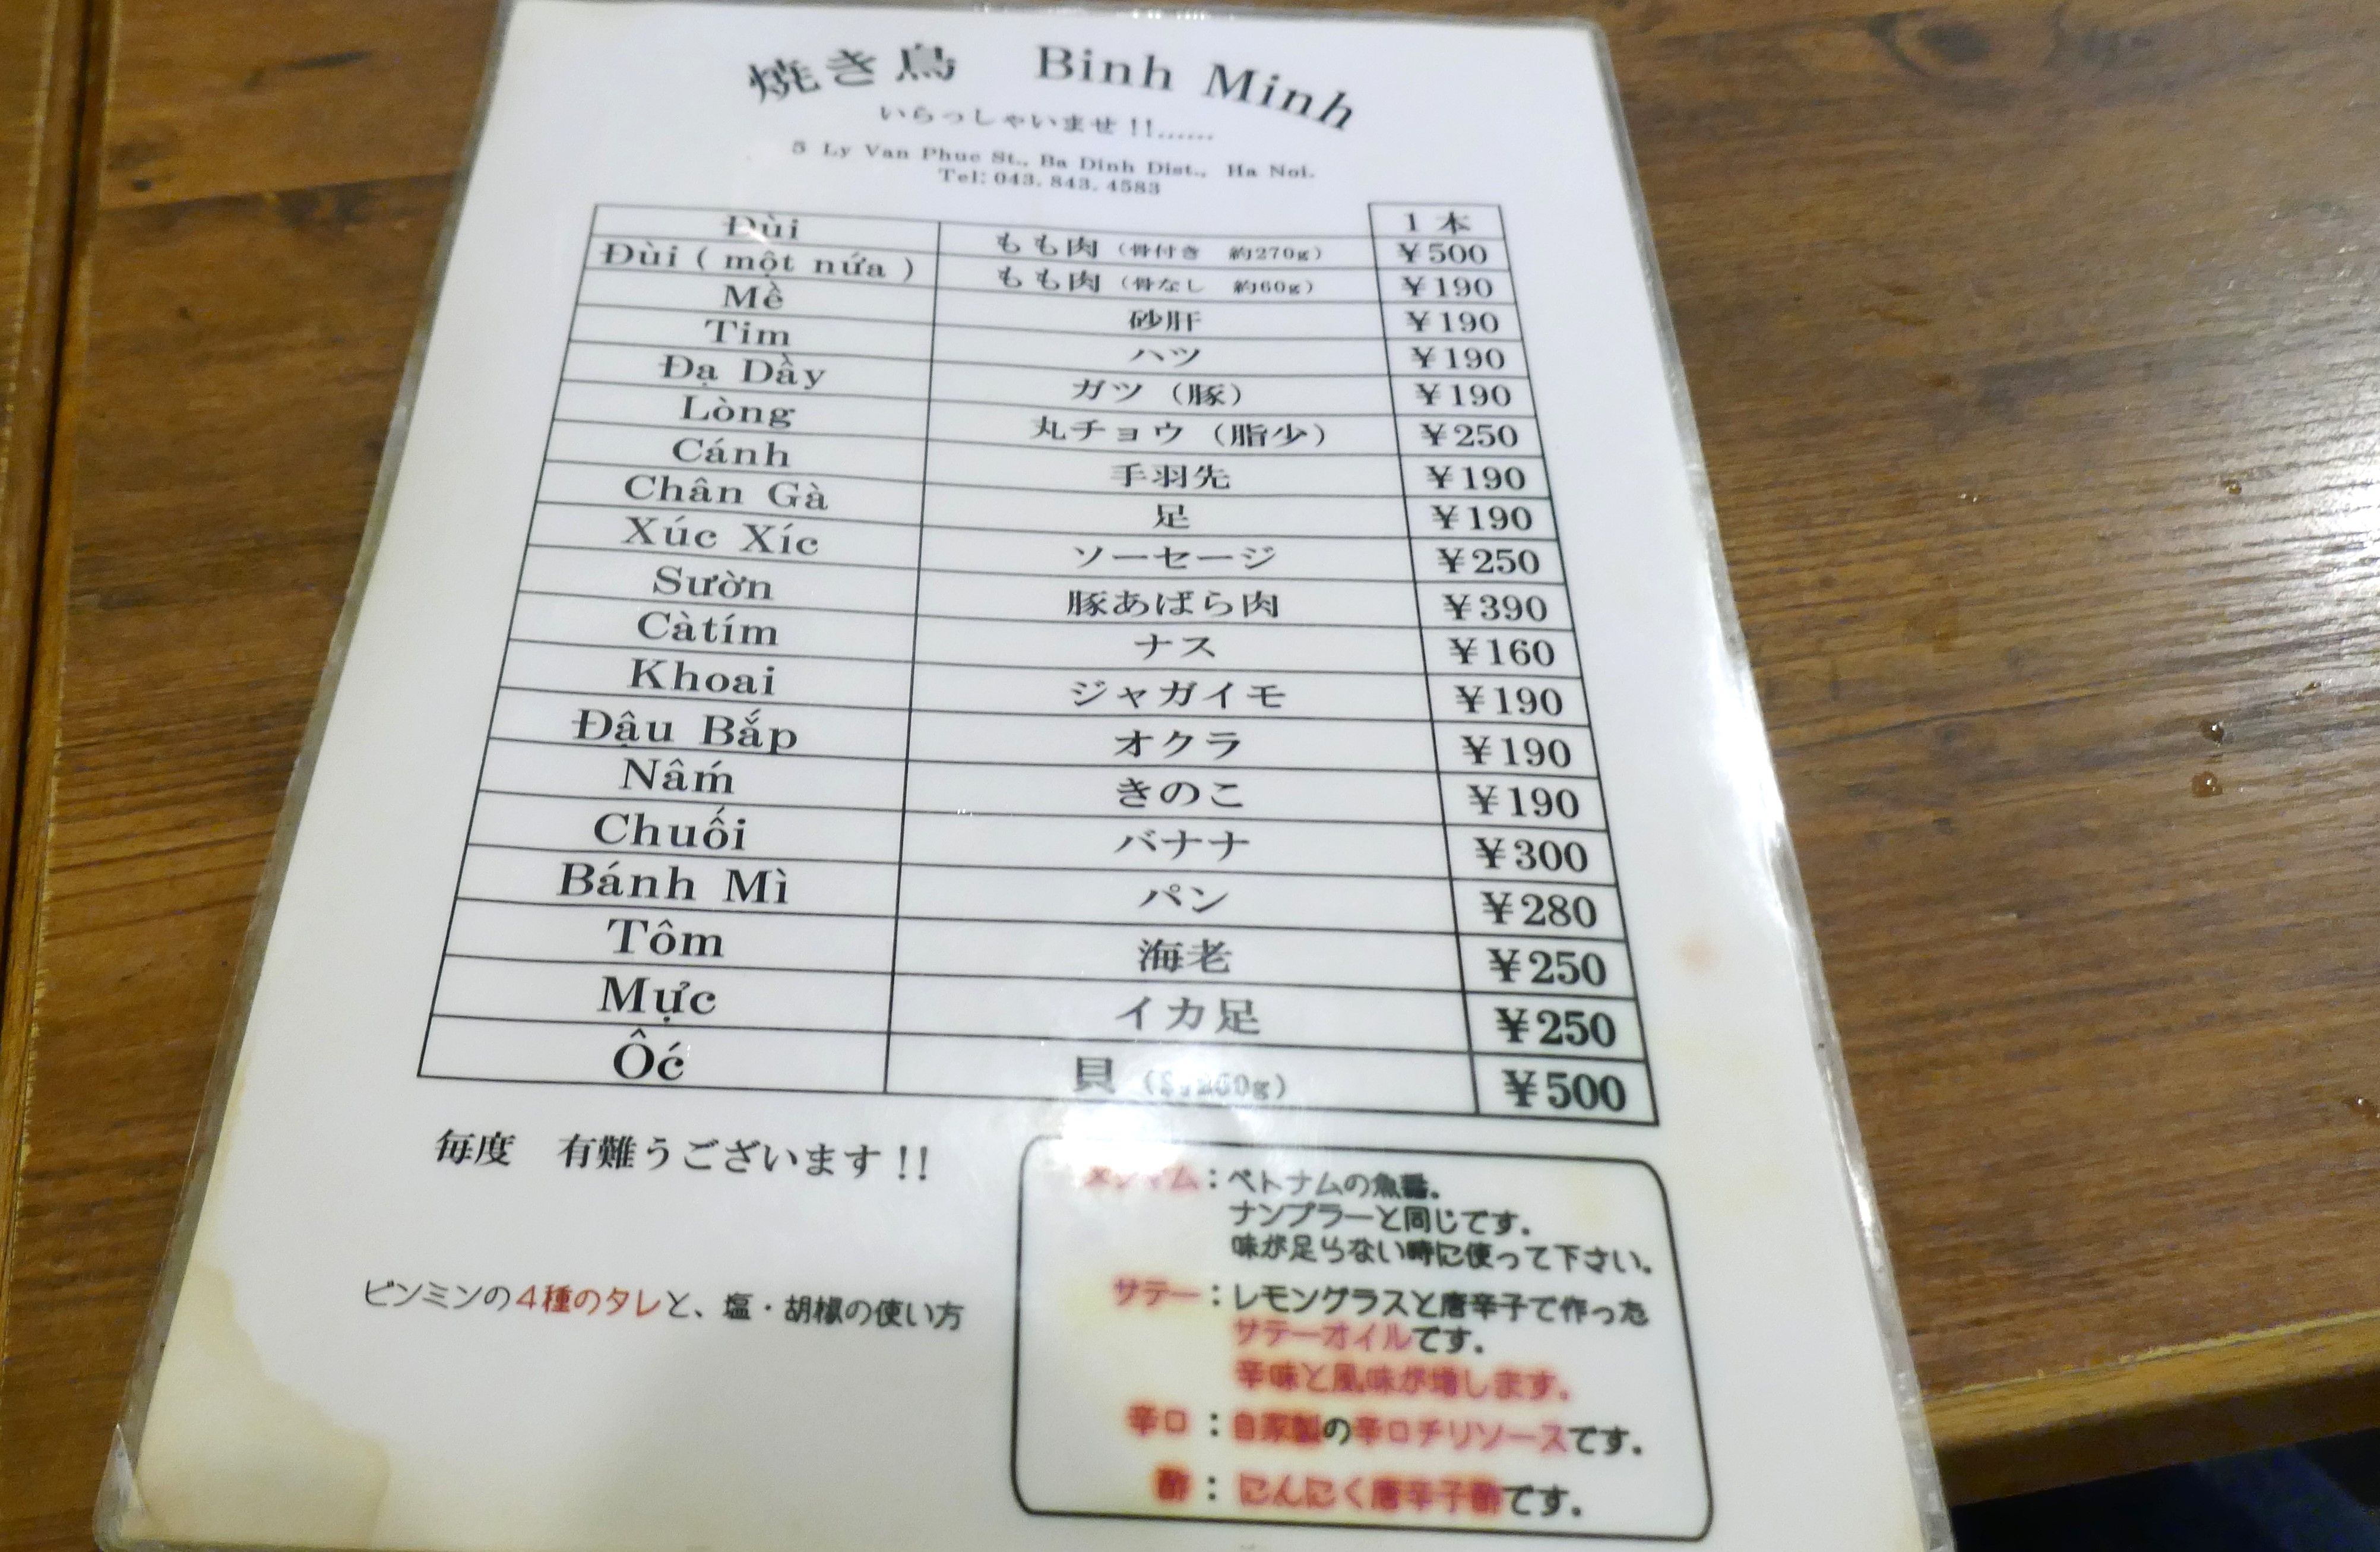 焼き鳥 Binh Minh
いらっしゃいませ!!......
5 Ly Van Phuc St., Ba Dinh Dist., Ha Noi.
Tel: 043. 843. 4583
1 本
Đùi もも肉 (骨付き 約270g) ¥500
Đùi ( một nứa ) もも肉 (骨なし 約60g) ¥190
Mề 砂肝 ¥190
Tim ハツ ¥190
Đạ Dầy ガツ (豚) ¥190
Lòng 丸チョウ (脂少) ¥250
Cánh 手羽先 ¥190
Chân Gà 足 ¥190
Xúc Xíc ソーセージ ¥250
Sườn 豚あばら肉 ¥390
Càtím ナス ¥160
Khoai ジャガイモ ¥190
Đậu Bắp オクラ ¥190
Nâḿ きのこ ¥190
Chuối バナナ ¥300
Bánh Mì パン ¥280
Tôm 海老 ¥250
Mực イカ足 ¥250
Ôć 貝 ¥500
毎度 有難うございます!!
ビンミンの4種のタレと、塩・胡椒の使い方
:ベトナムの魚醤。
ナンプラーと同じです。
味が足らない時に使って下さい。
サテー:レモングラスと唐辛子で作った
サテーオイルです。
辛味と風味が増します。
辛口:自家製の辛口チリソースです。
酢:にんにく唐辛子酢です。